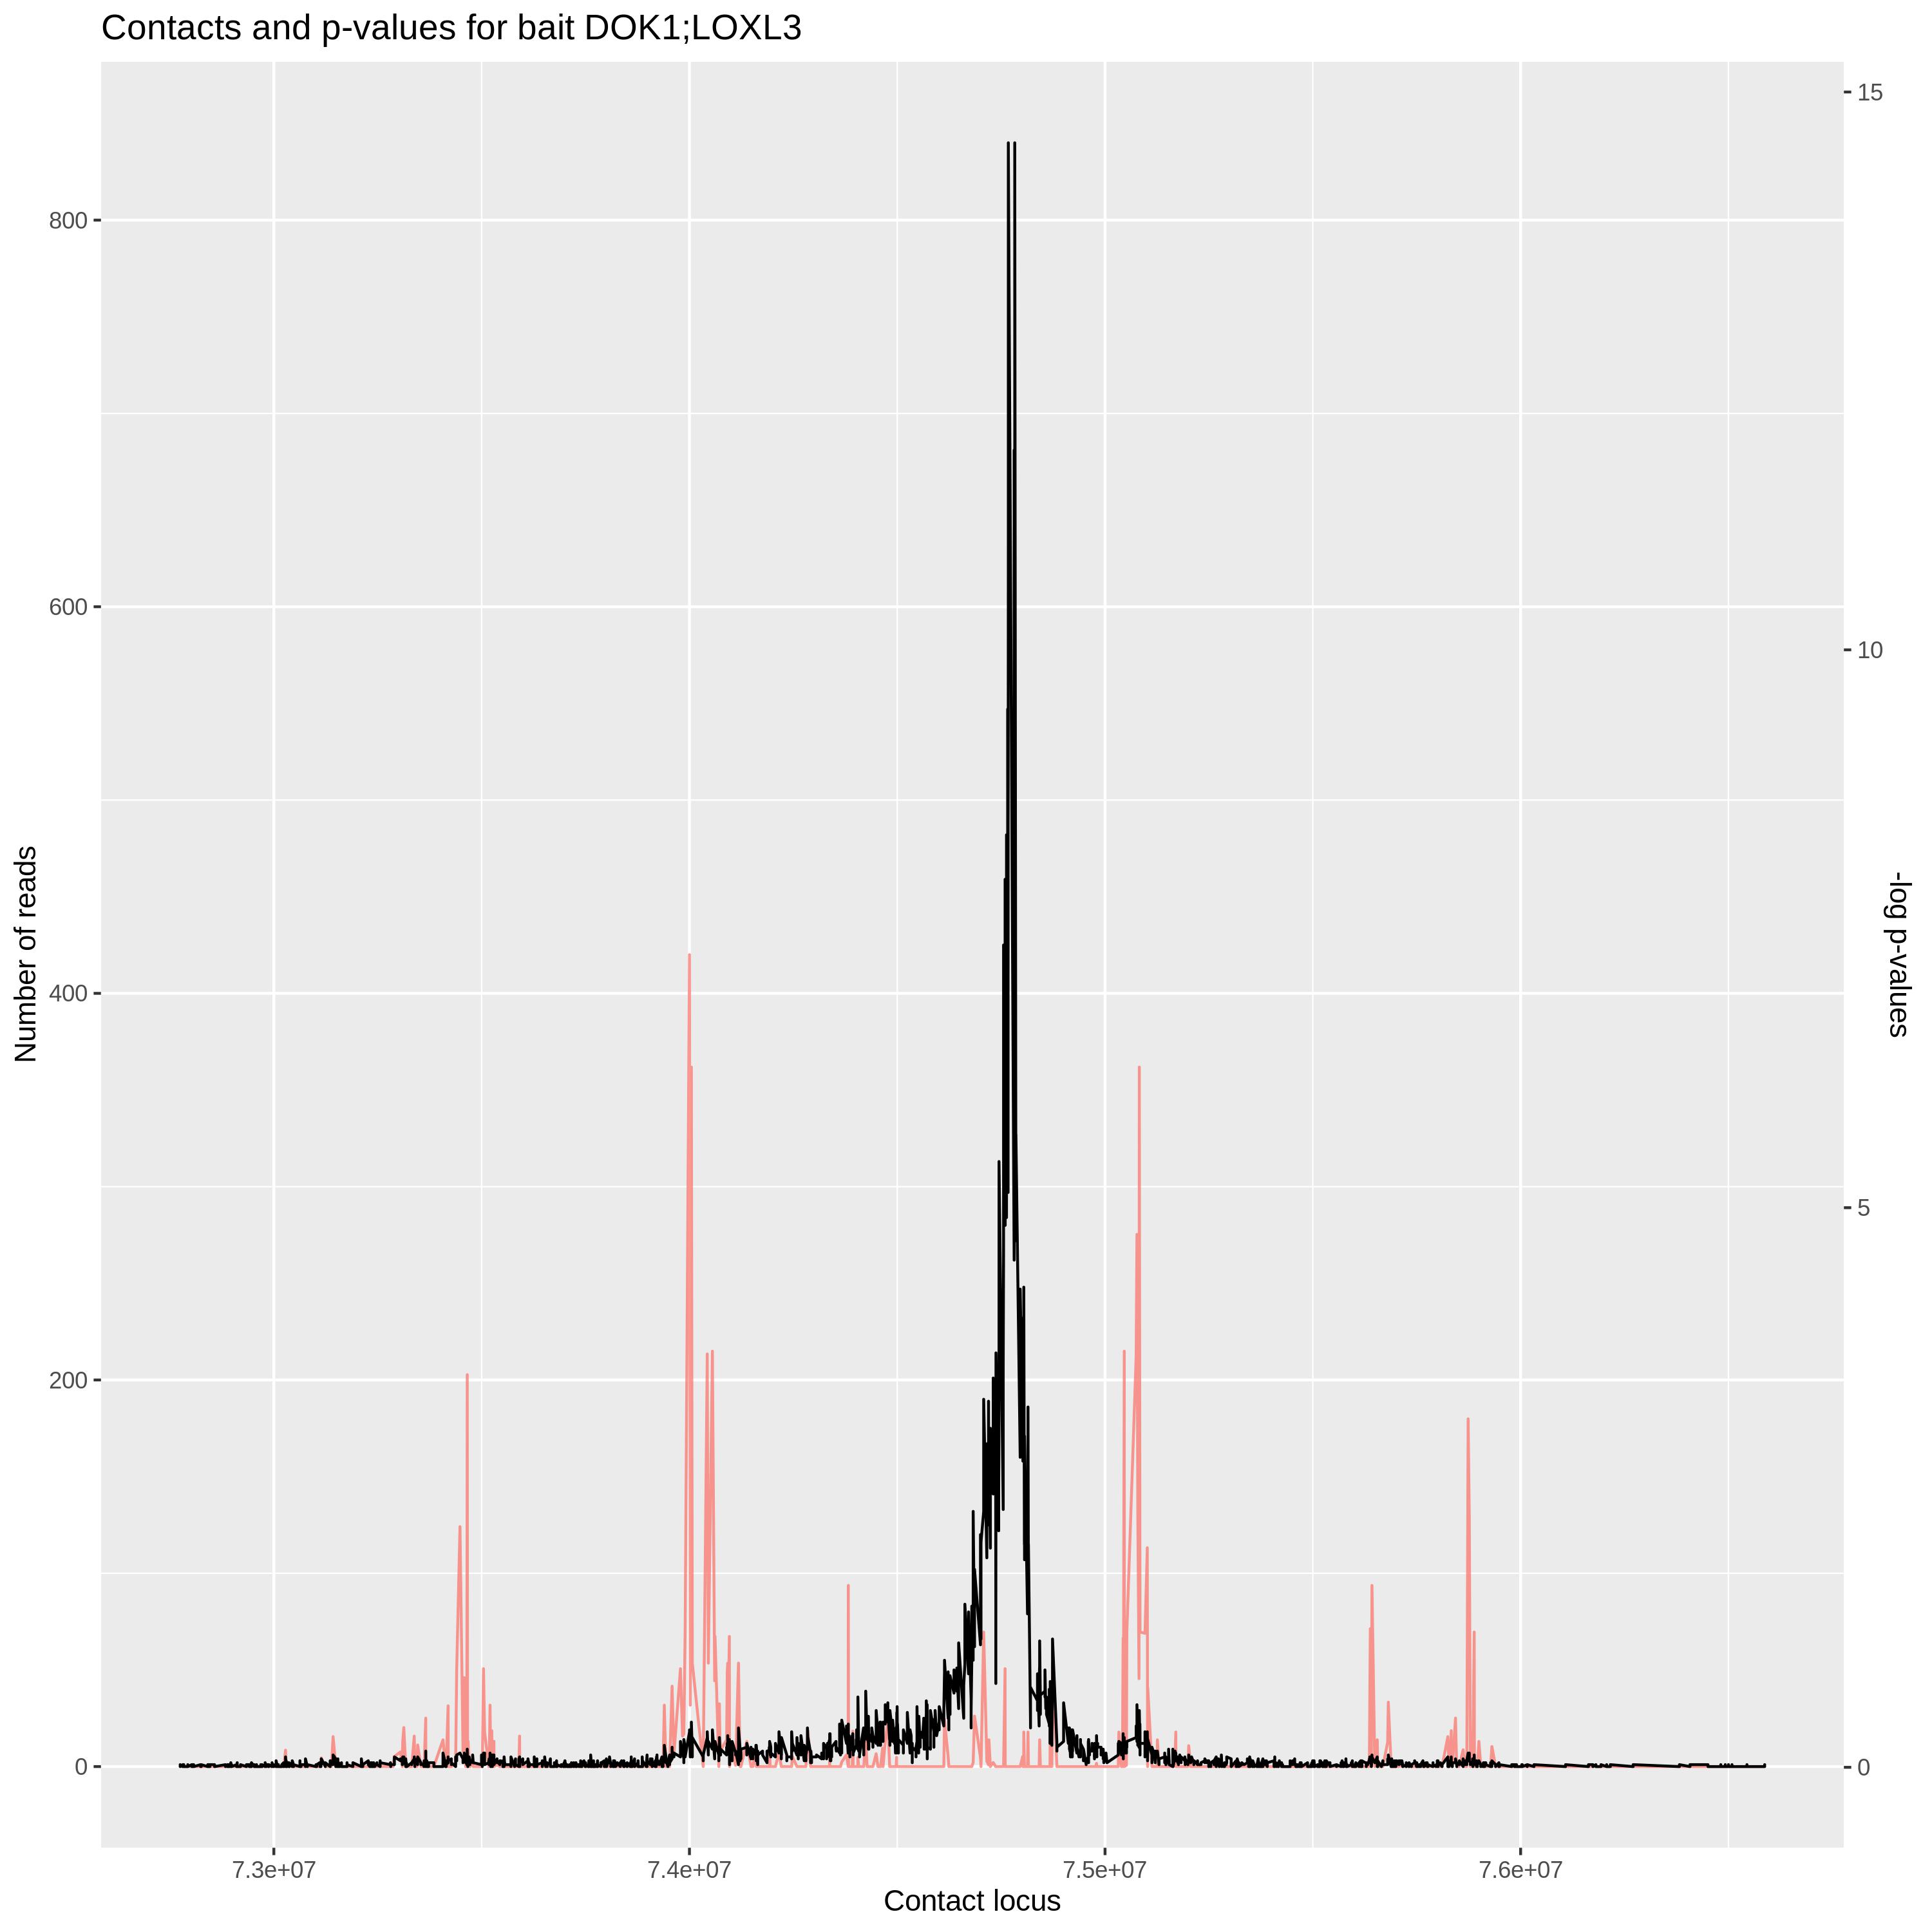 Contacts and p-values for bait DOK1;LOXL3
15
800
600
10
Number of reads
-log p-values
400
5
200
0
0
7.3e+07
7.4e+07
7.5e+07
7.6e+07
Contact locus